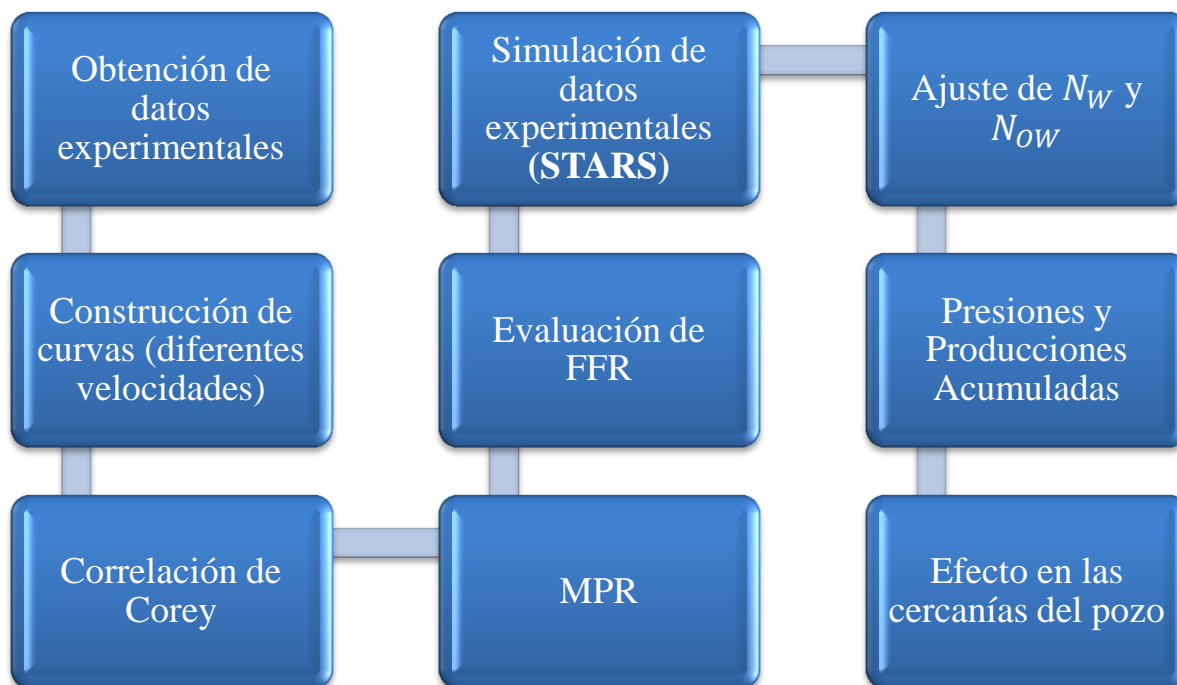 Obtención de
datos
experimentales
Construcción de
curvas (diferentes
velocidades)
Correlación de
Corey
MPR
Evaluación de
FFR
Simulación de
datos
experimentales
(STARS)
Ajuste de N_W y
N_OW
Presiones y
Producciones
Acumuladas
Efecto en las
cercanías del pozo